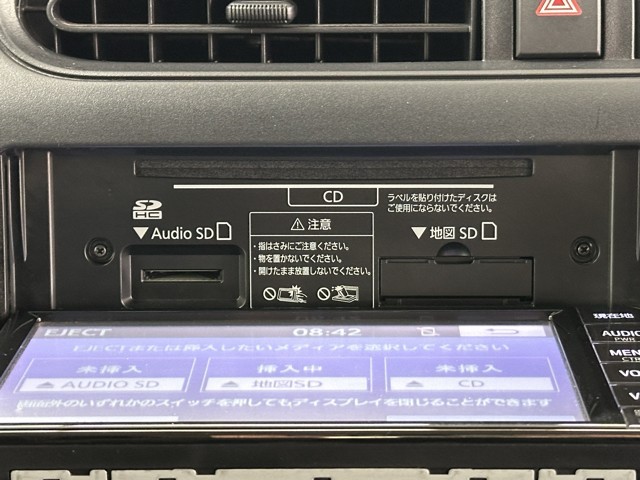 CD
ラベルを貼り付けたディスクは
ご使用にならないでください。
SD
HC
▼Audio SD
⚠注意
・指はさみにご注意ください。
・物を置かないでください。
・開けたまま放置しないでください。
▼地図 SD
EJECT
08:42
EJECTまたは挿入したいメディアを選択してください
未挿入
AUDIO SD
挿入中
地図SD
未挿入
CD
画面外のいずれかのスイッチを押してもディスプレイを閉じることができます
現在地
AUDIO
PWR
MENU
CTR
VO
V